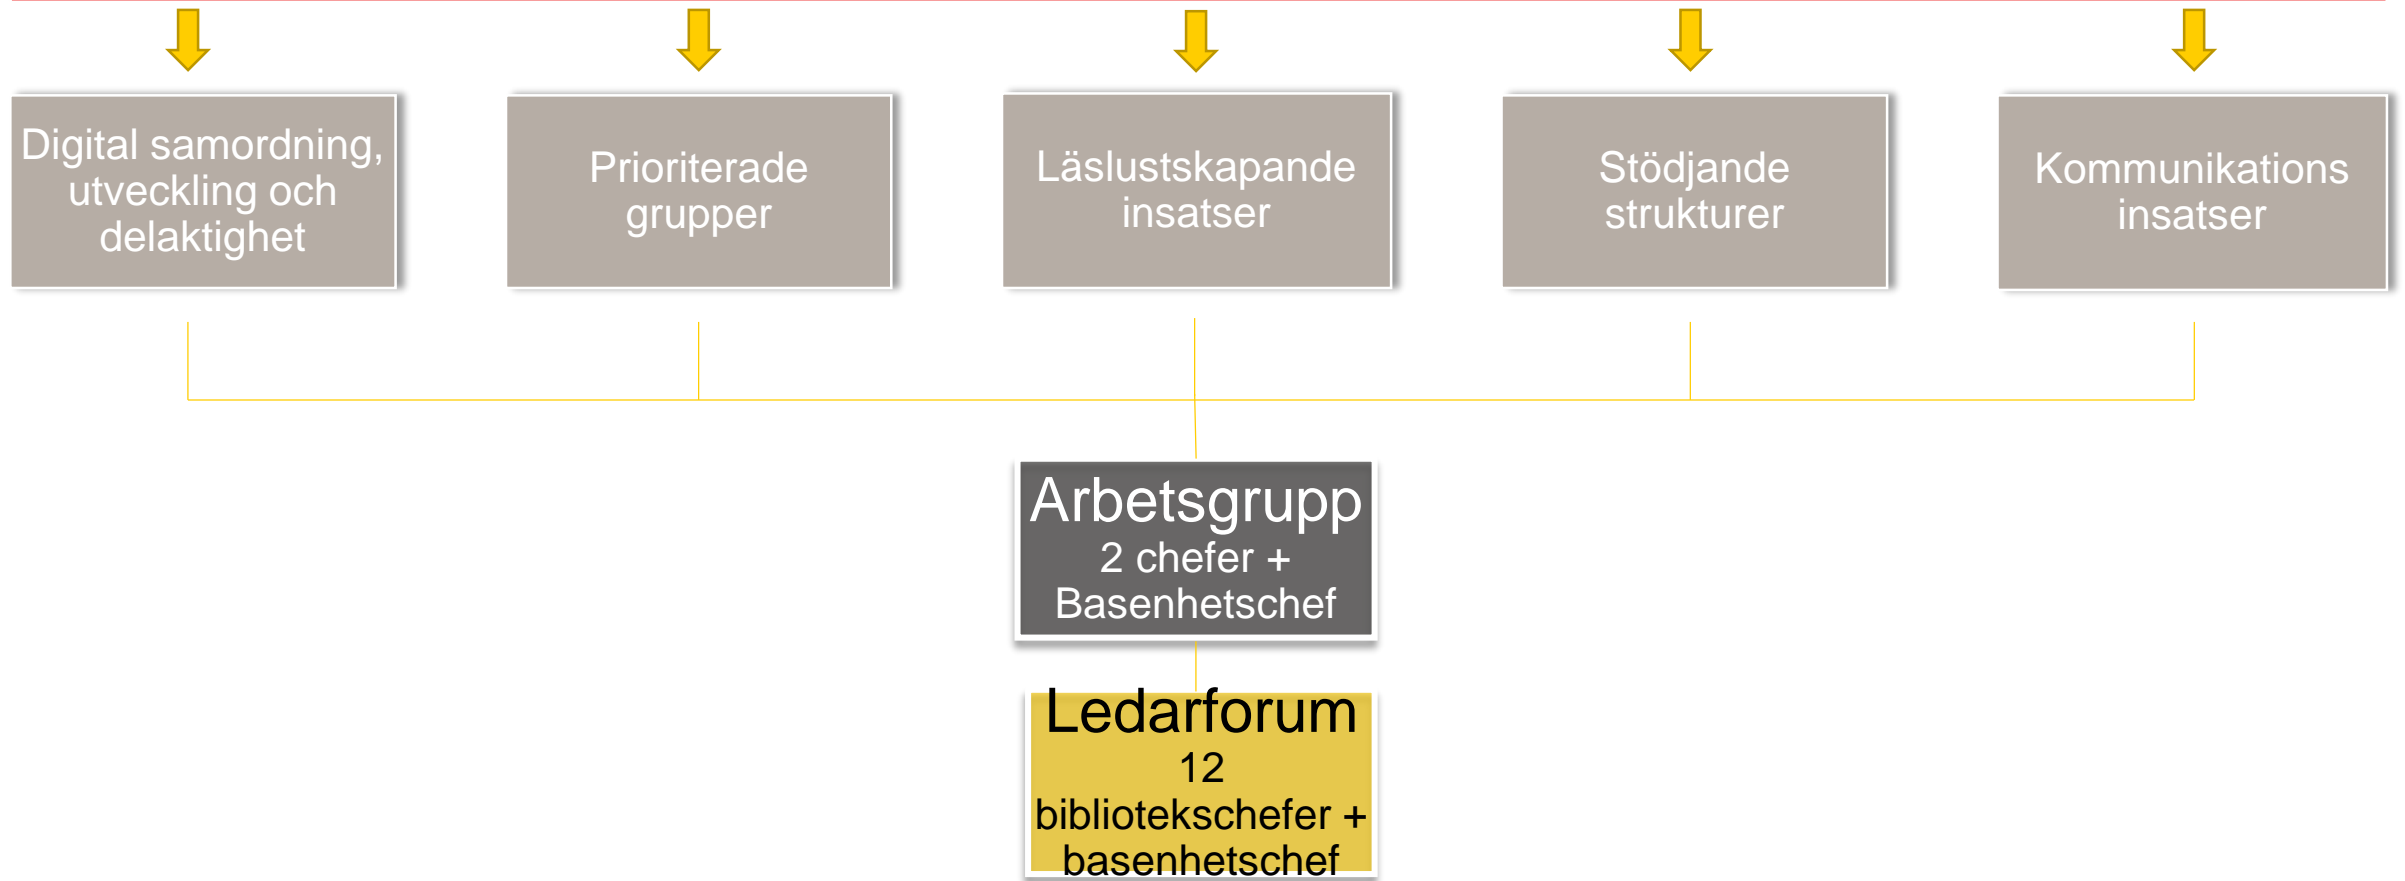 Digital samordning,
utveckling och
delaktighet
Prioriterade
grupper
Läslustskapande
insatser
Stödjande
strukturer
Kommunikations
insatser
Arbetsgrupp
2 chefer +
Basenhetschef
Ledarforum
12
bibliotekschefer +
basenhetschef